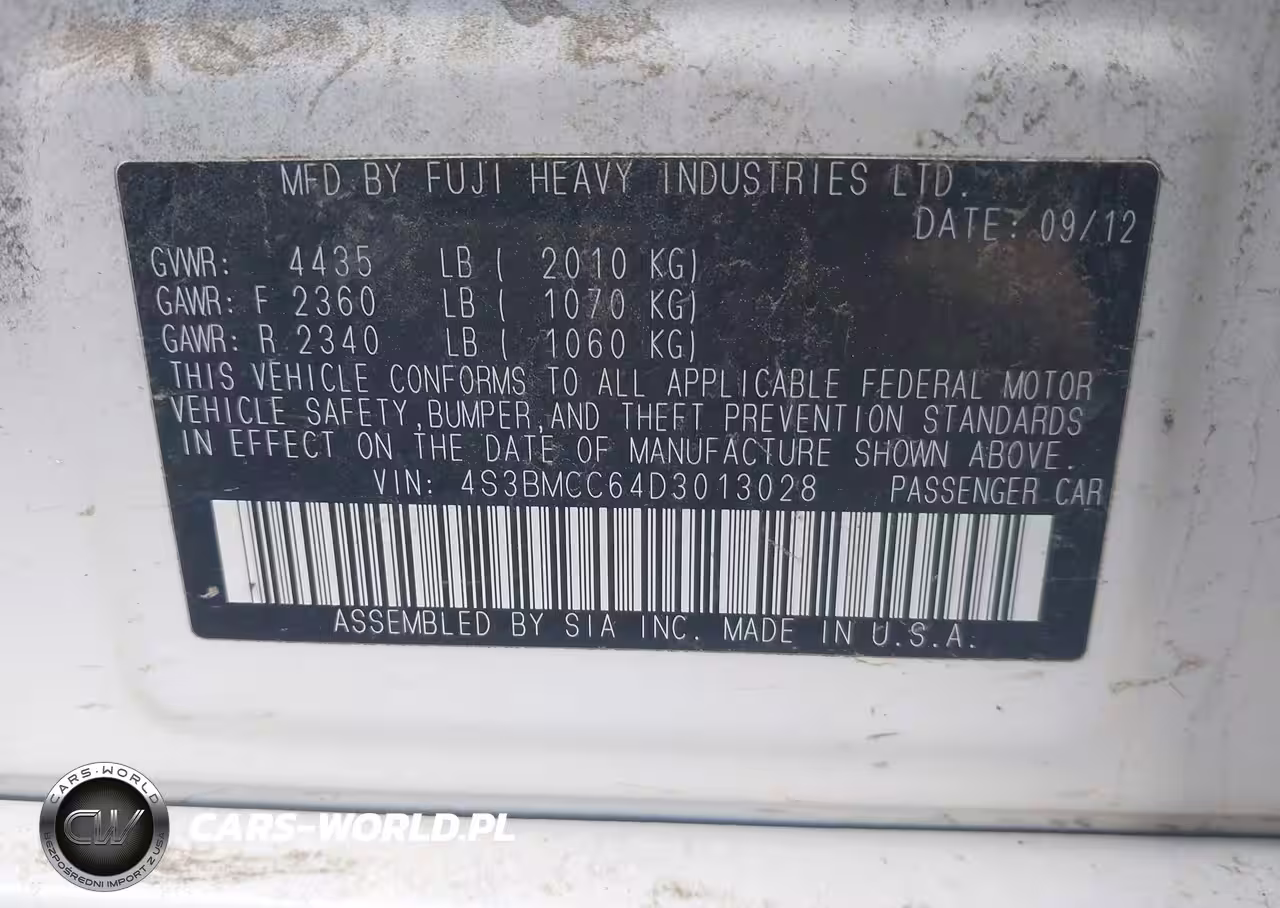 MFD BY FUJI HEAVY INDUSTRIES LTD.
DATE: 09/12
GVWR: 4435 LB ( 2010 KG)
GAWR: F 2360 LB ( 1070 KG)
GAWR: R 2340 LB ( 1060 KG)
THIS VEHICLE CONFORMS TO ALL APPLICABLE FEDERAL MOTOR
VEHICLE SAFETY,BUMPER,AND THEFT PREVENTION STANDARDS
IN EFFECT ON THE DATE OF MANUFACTURE SHOWN ABOVE.
VIN: 4S3BMCC64D3013028 PASSENGER CAR
ASSEMBLED BY SIA INC. MADE IN U.S.A.
CARS-WORLD
CW
BEZPOŚREDNI IMPORT Z USA
CARS-WORLD.PL